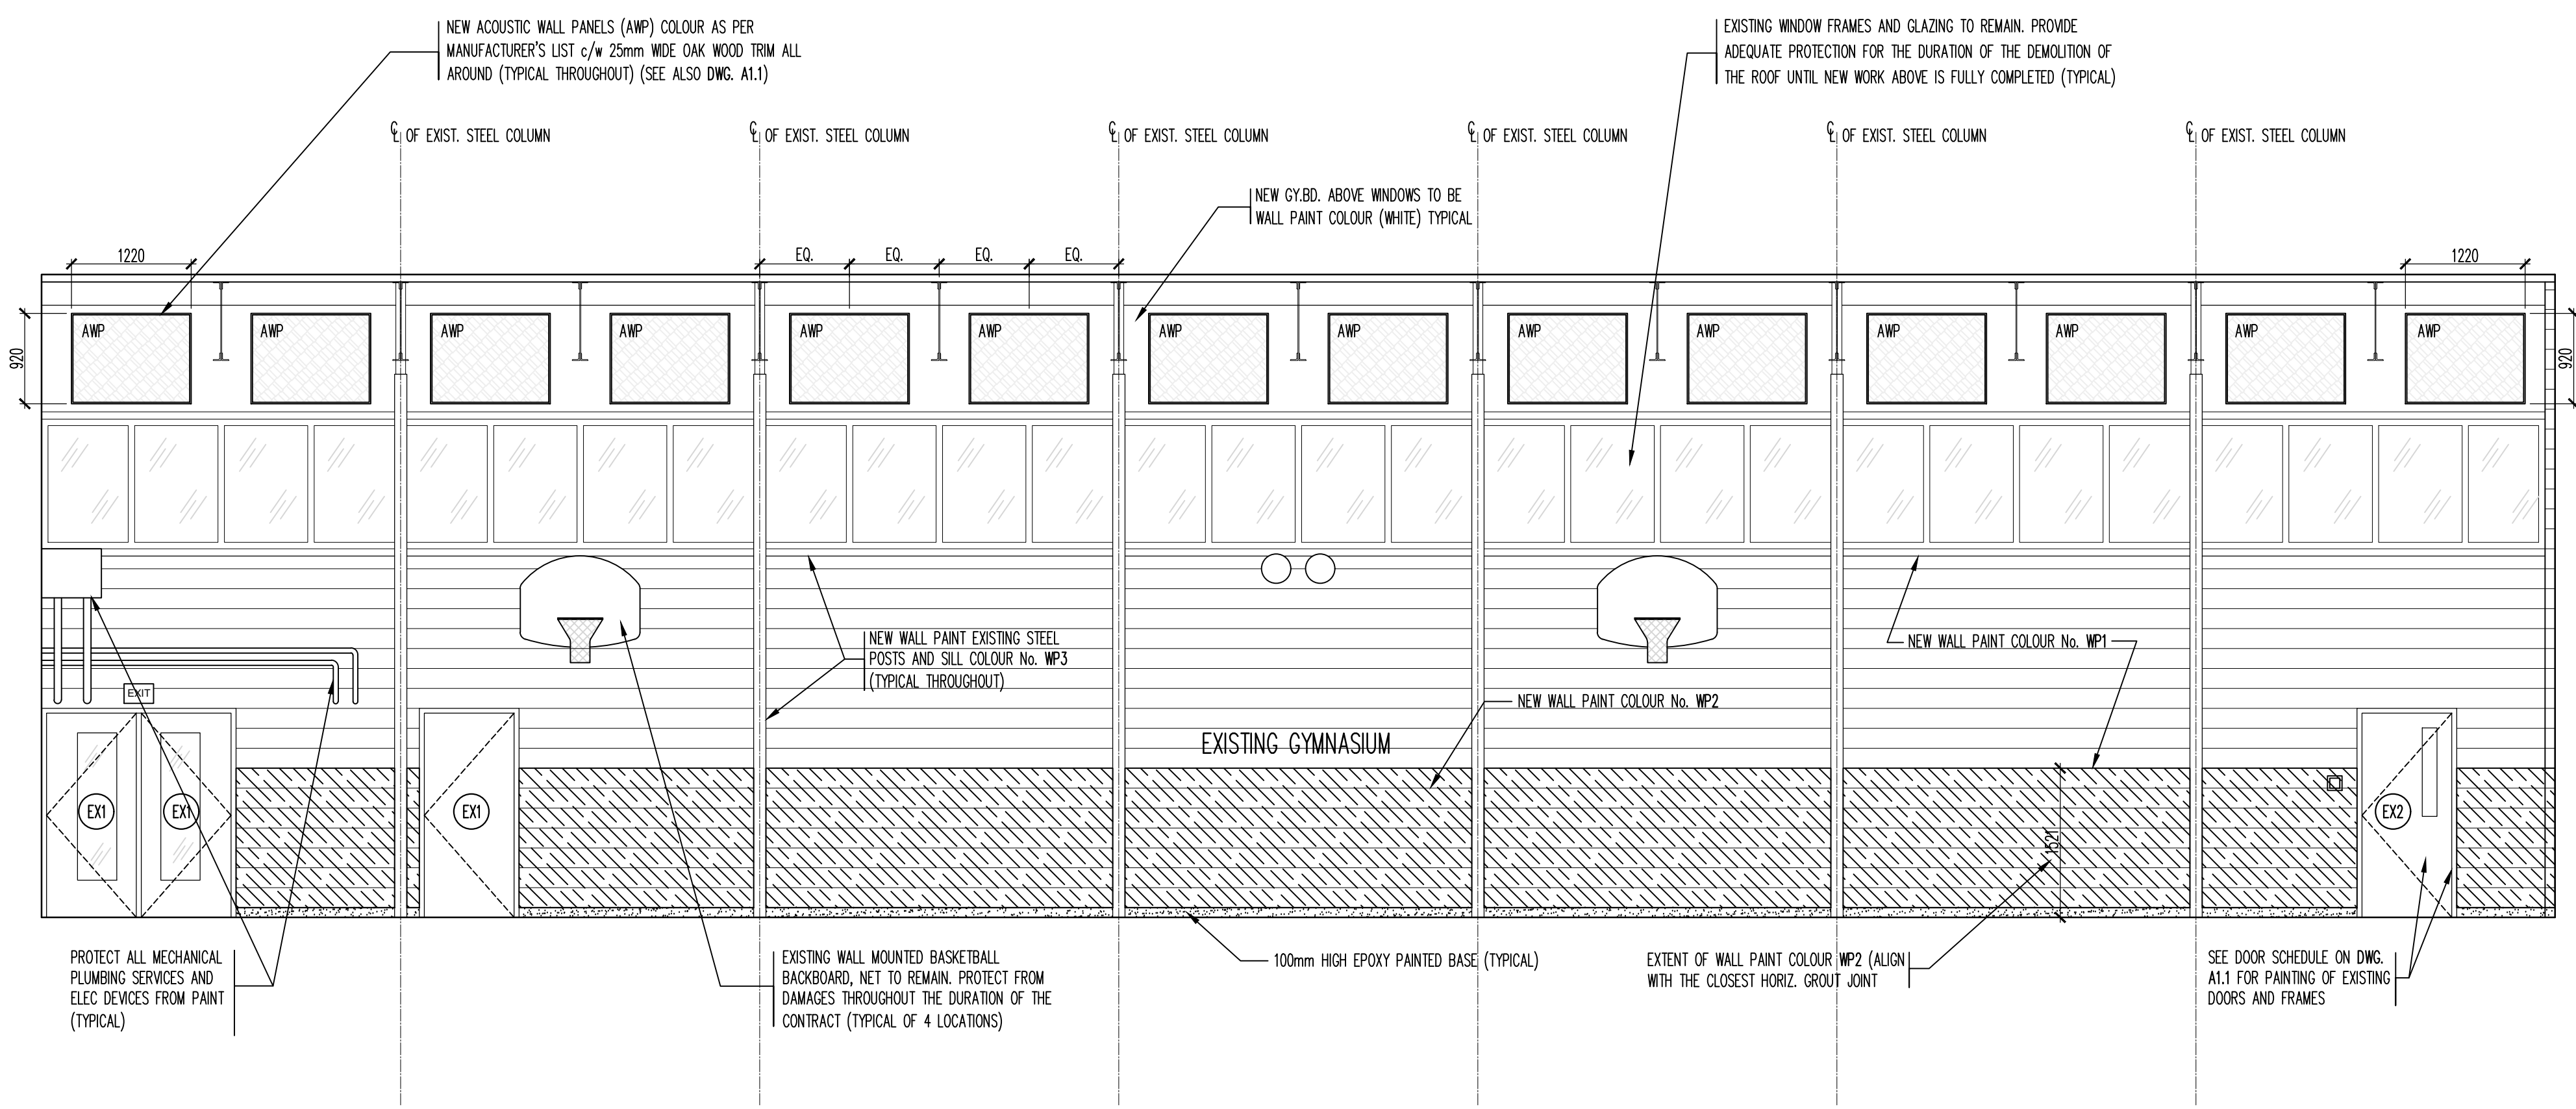 NEW ACOUSTIC WALL PANELS (AWP) COLOUR AS PER
MANUFACTURER'S LIST c/w 25mm WIDE OAK WOOD TRIM ALL
AROUND (TYPICAL THROUGHOUT) (SEE ALSO DWG. A1.1)
EXISTING WINDOW FRAMES AND GLAZING TO REMAIN. PROVIDE
ADEQUATE PROTECTION FOR THE DURATION OF THE DEMOLITION OF
THE ROOF UNTIL NEW WORK ABOVE IS FULLY COMPLETED (TYPICAL)
℄ OF EXIST. STEEL COLUMN
℄ OF EXIST. STEEL COLUMN
℄ OF EXIST. STEEL COLUMN
℄ OF EXIST. STEEL COLUMN
℄ OF EXIST. STEEL COLUMN
℄ OF EXIST. STEEL COLUMN
NEW GY.BD. ABOVE WINDOWS TO BE
WALL PAINT COLOUR (WHITE) TYPICAL
1220
EQ.
EQ.
EQ.
EQ.
1220
920
AWP
AWP
AWP
AWP
AWP
AWP
AWP
AWP
AWP
AWP
AWP
AWP
AWP
AWP
920
NEW WALL PAINT EXISTING STEEL
POSTS AND SILL COLOUR No. WP3
(TYPICAL THROUGHOUT)
NEW WALL PAINT COLOUR No. WP1
EXIT
NEW WALL PAINT COLOUR No. WP2
EXISTING GYMNASIUM
EX1
EX1
EX1
EX2
1521
PROTECT ALL MECHANICAL
PLUMBING SERVICES AND
ELEC DEVICES FROM PAINT
(TYPICAL)
EXISTING WALL MOUNTED BASKETBALL
BACKBOARD, NET TO REMAIN. PROTECT FROM
DAMAGES THROUGHOUT THE DURATION OF THE
CONTRACT (TYPICAL OF 4 LOCATIONS)
100mm HIGH EPOXY PAINTED BASE (TYPICAL)
EXTENT OF WALL PAINT COLOUR WP2 (ALIGN
WITH THE CLOSEST HORIZ. GROUT JOINT
SEE DOOR SCHEDULE ON DWG.
A1.1 FOR PAINTING OF EXISTING
DOORS AND FRAMES